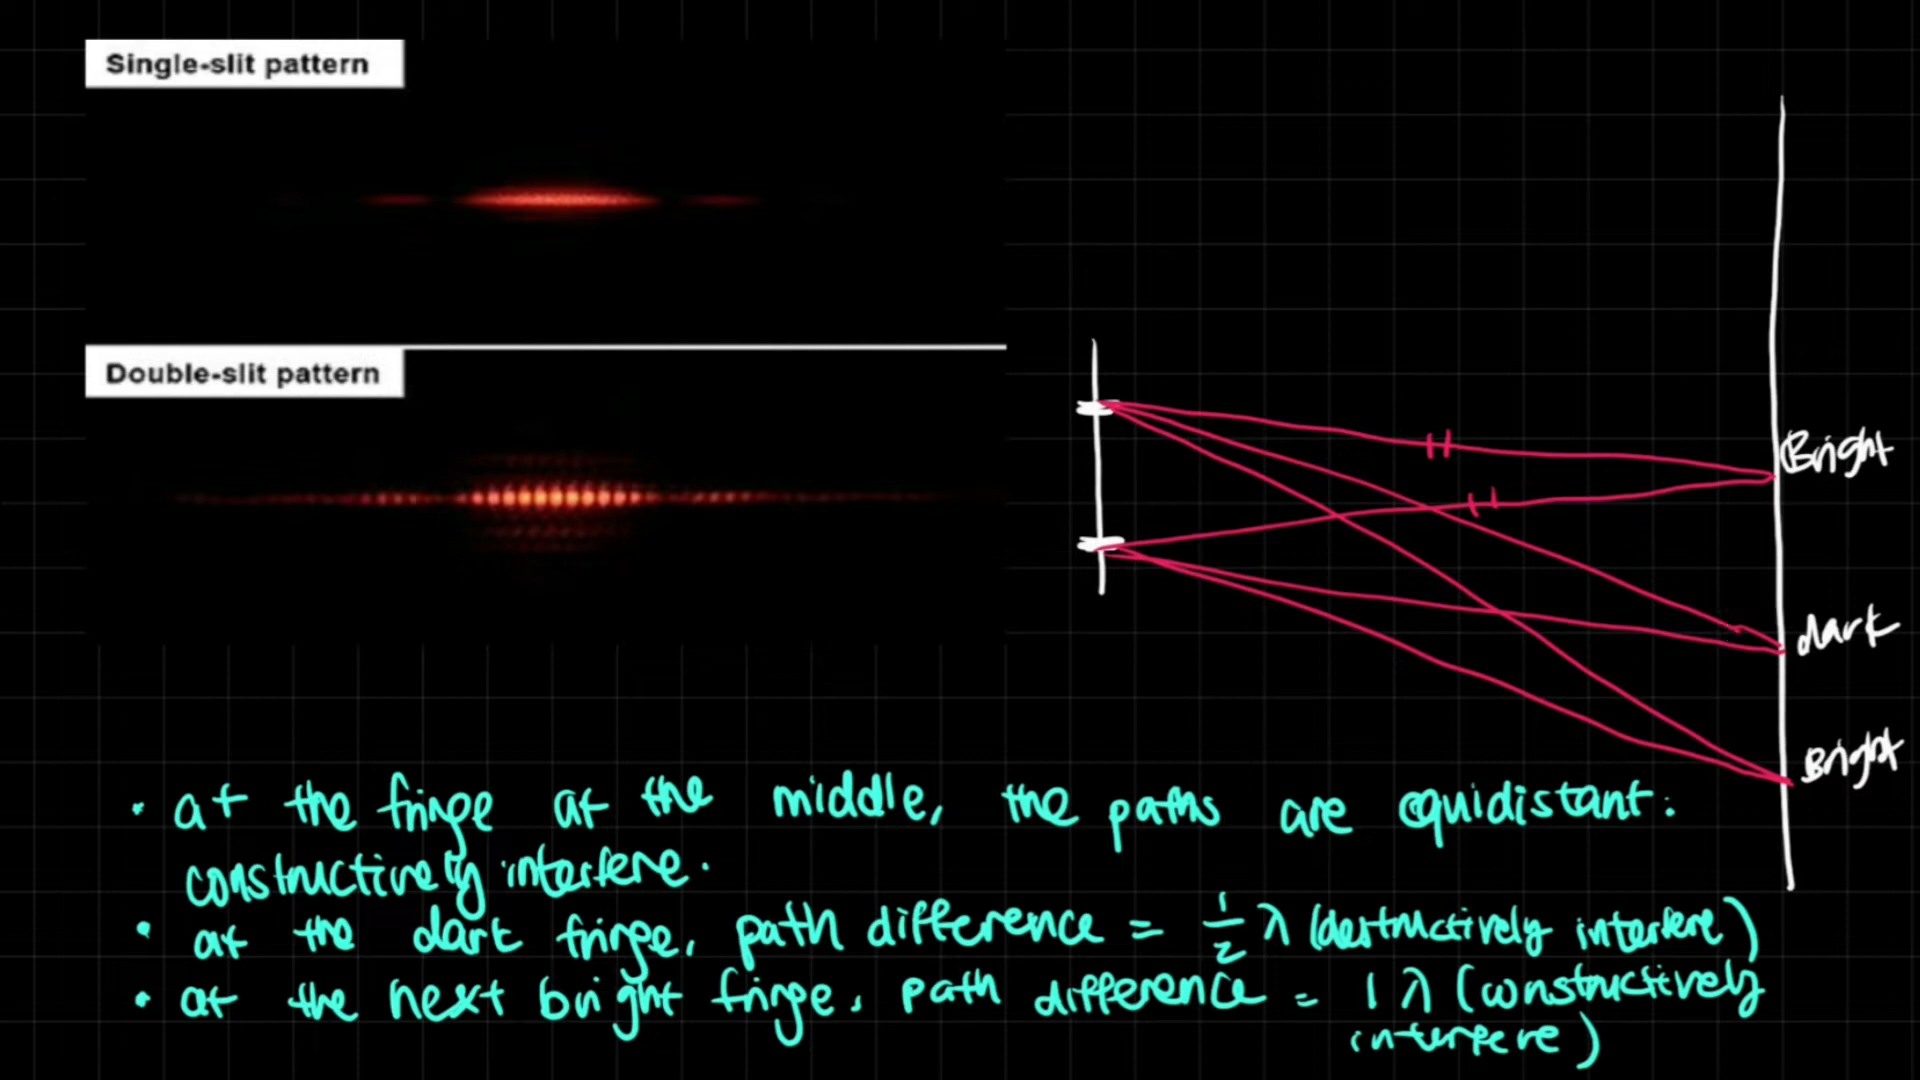 Single-slit pattern
Double-slit pattern
Bright
dark
Bright
• at the fringe at the middle, the paths are equidistant.
constructively interfere.
• at the dark fringe, path difference = 1/2 λ (destructively interfere)
• at the next bright fringe, path difference = 1 λ (constructively
interfere)